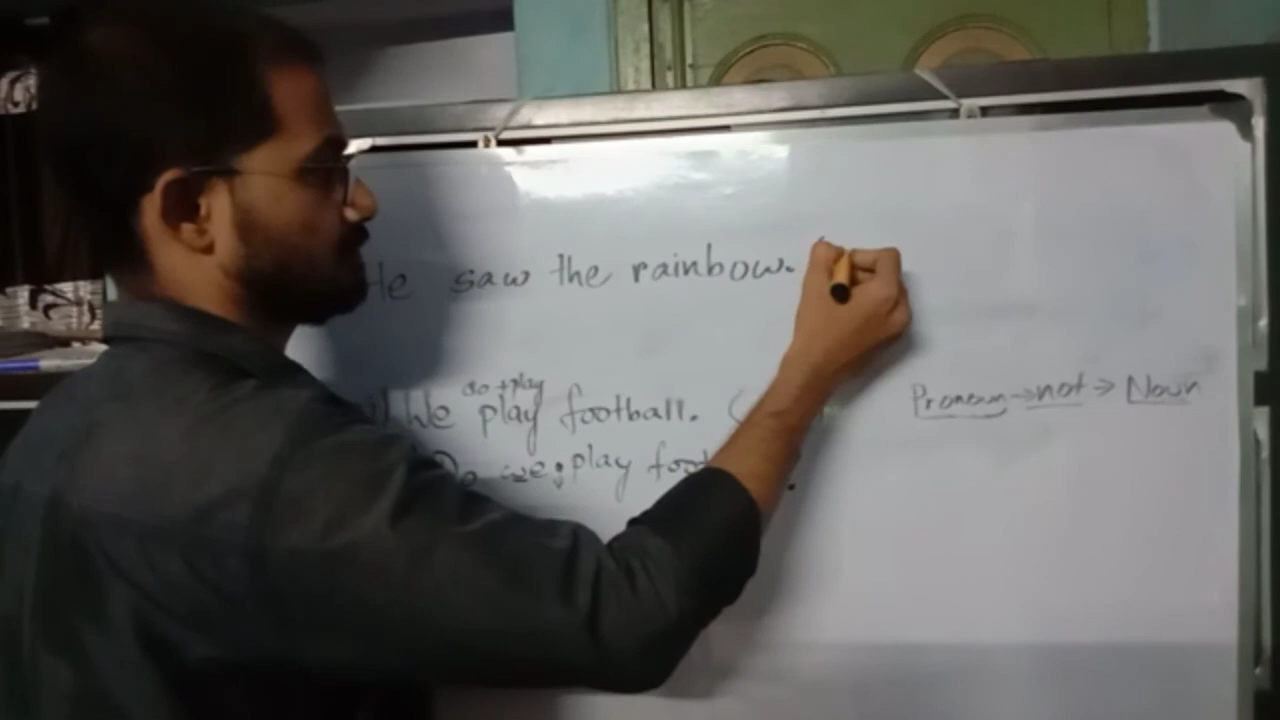 He saw the rainbow.
do + play
We play football. (
Pronoun → not → Noun
Do we play foot